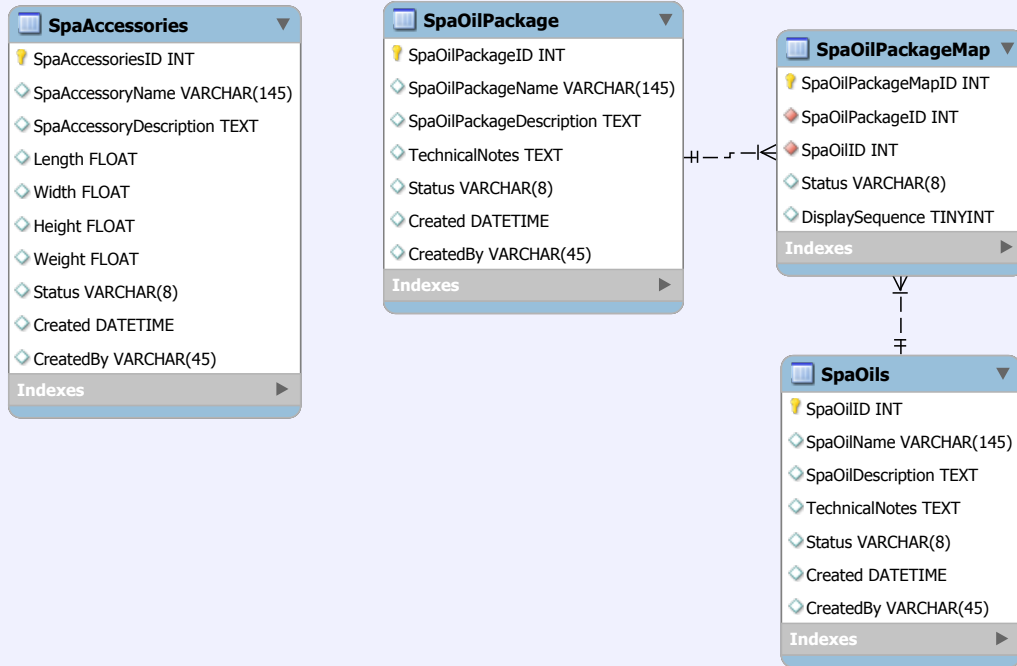 SpaAccessories
SpaAccessoriesID INT
SpaAccessoryName VARCHAR(145)
SpaAccessoryDescription TEXT
Length FLOAT
Width FLOAT
Height FLOAT
Weight FLOAT
Status VARCHAR(8)
Created DATETIME
CreatedBy VARCHAR(45)
Indexes
SpaOilPackage
SpaOilPackageID INT
SpaOilPackageName VARCHAR(145)
SpaOilPackageDescription TEXT
TechnicalNotes TEXT
Status VARCHAR(8)
Created DATETIME
CreatedBy VARCHAR(45)
Indexes
SpaOilPackageMap
SpaOilPackageMapID INT
SpaOilPackageID INT
SpaOilID INT
Status VARCHAR(8)
DisplaySequence TINYINT
Indexes
SpaOils
SpaOilID INT
SpaOilName VARCHAR(145)
SpaOilDescription TEXT
TechnicalNotes TEXT
Status VARCHAR(8)
Created DATETIME
CreatedBy VARCHAR(45)
Indexes